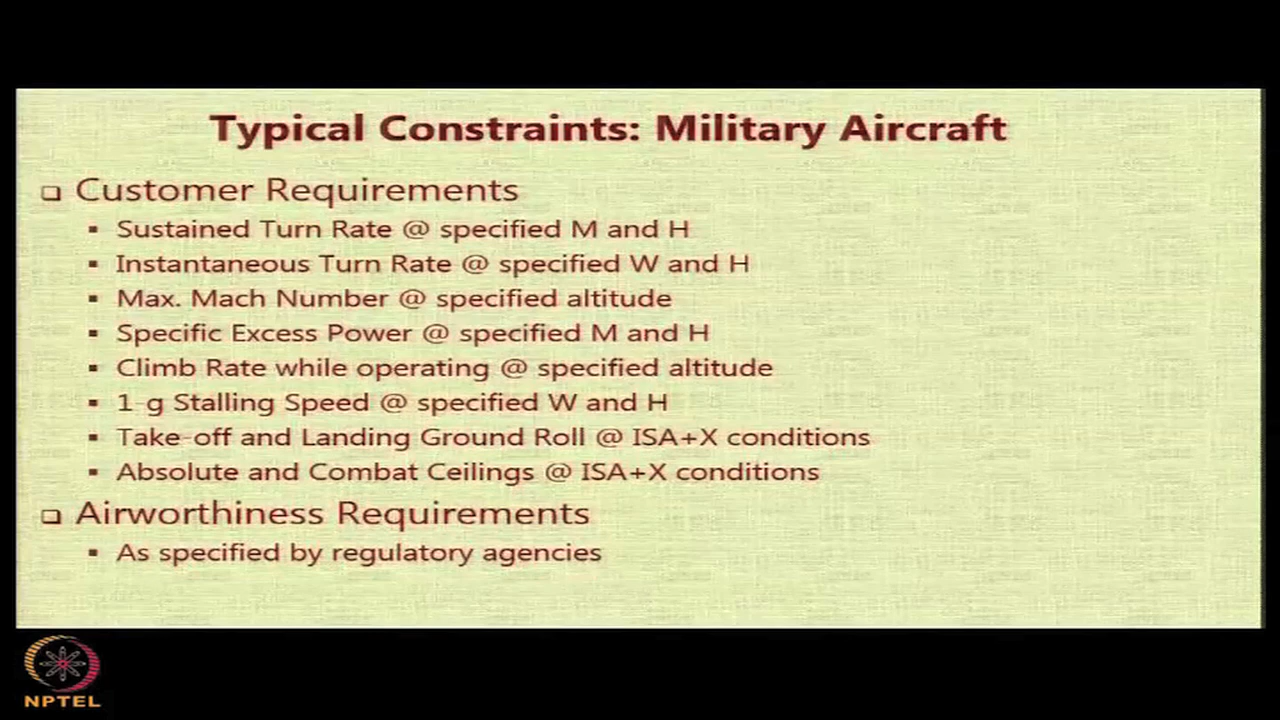 Typical Constraints: Military Aircraft
Customer Requirements
Sustained Turn Rate @ specified M and H
Instantaneous Turn Rate @ specified W and H
Max. Mach Number @ specified altitude
Specific Excess Power @ specified M and H
Climb Rate while operating @ specified altitude
1-g Stalling Speed @ specified W and H
Take-off and Landing Ground Roll @ ISA+X conditions
Absolute and Combat Ceilings @ ISA+X conditions
Airworthiness Requirements
As specified by regulatory agencies
NPTEL